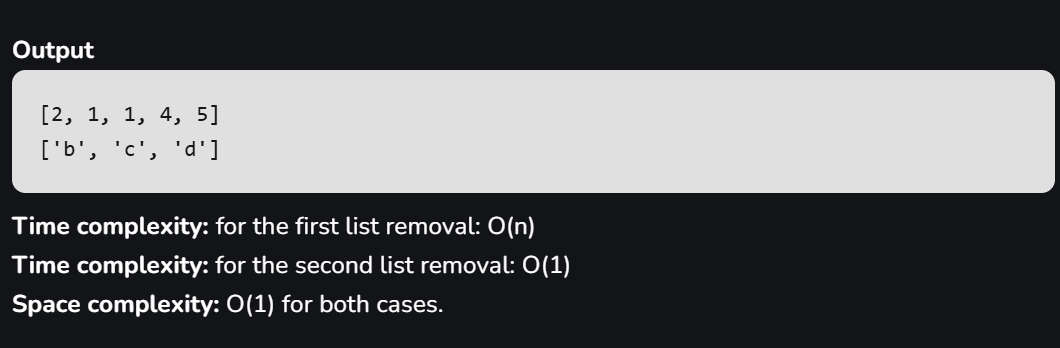 Output
[2, 1, 1, 4, 5]
['b', 'c', 'd']
Time complexity: for the first list removal: O(n)
Time complexity: for the second list removal: O(1)
Space complexity: O(1) for both cases.